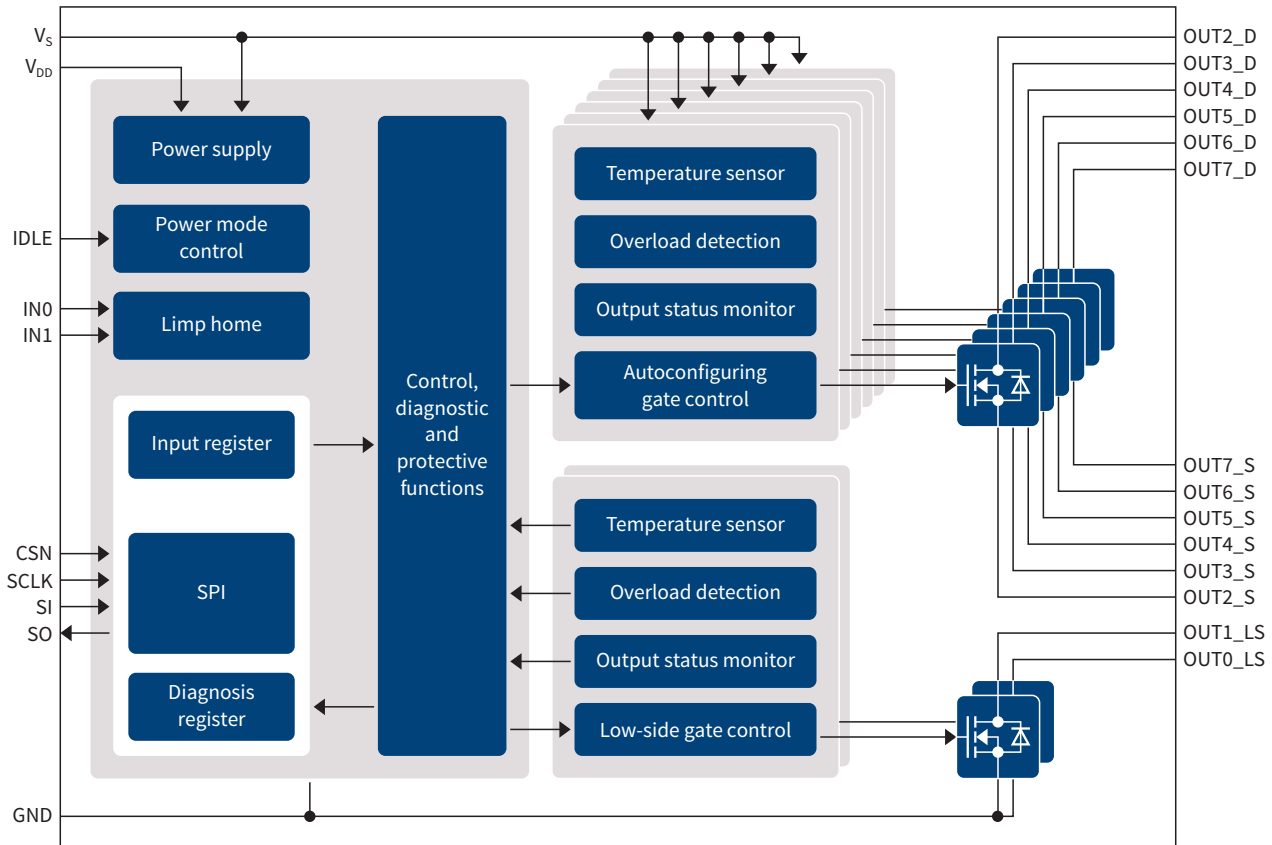 V_S
V_DD
IDLE
IN0
IN1
CSN
SCLK
SI
SO
GND
Power supply
Power mode
control
Limp home
Input register
SPI
Diagnosis
register
Control,
diagnostic
and
protective
functions
Temperature sensor
Overload detection
Output status monitor
Autoconfiguring
gate control
Temperature sensor
Overload detection
Output status monitor
Low-side gate control
OUT2_D
OUT3_D
OUT4_D
OUT5_D
OUT6_D
OUT7_D
OUT7_S
OUT6_S
OUT5_S
OUT4_S
OUT3_S
OUT2_S
OUT1_LS
OUT0_LS